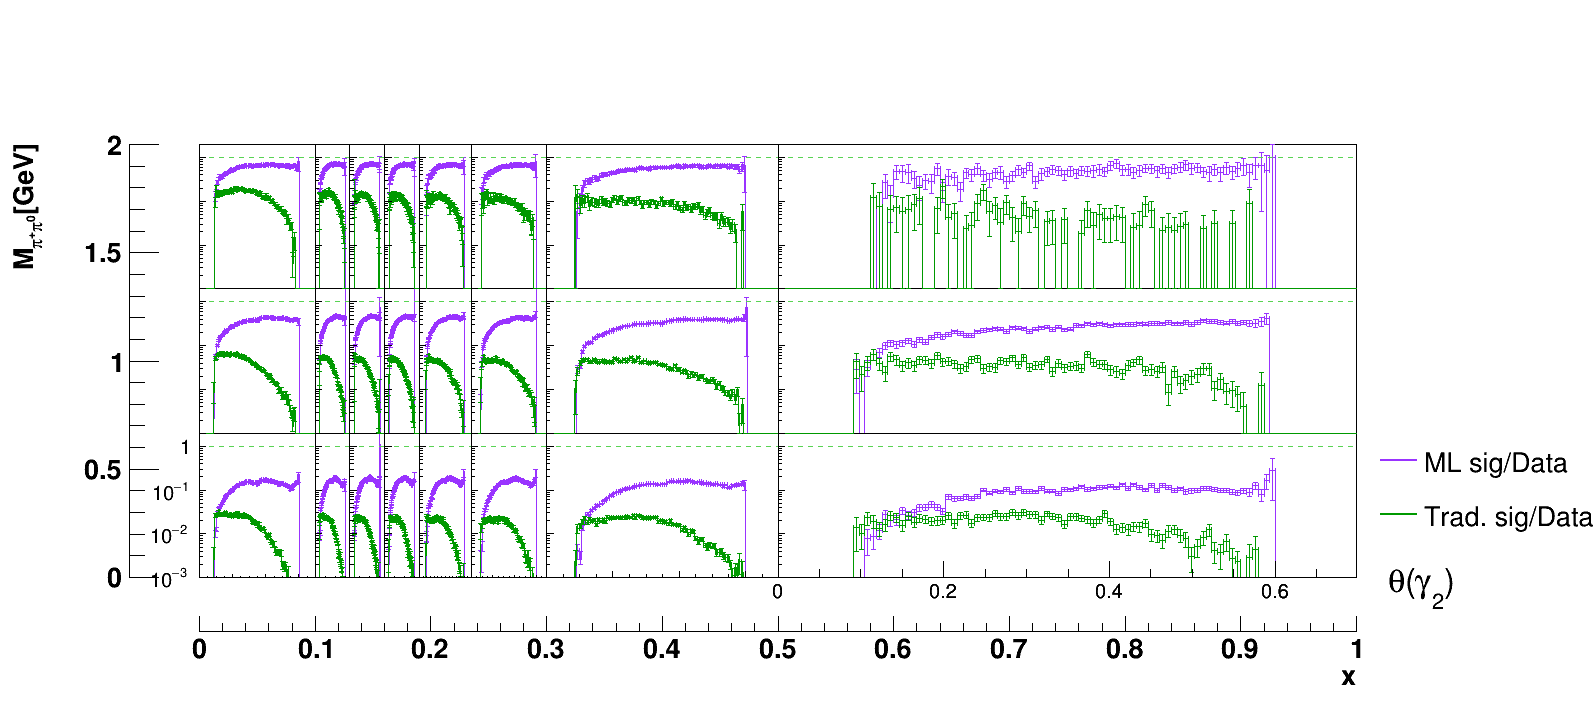 M π⁺π⁰ [GeV]
2
1.5
1
0.5
0
1
10⁻¹
10⁻²
10⁻³
0 0.2 0.4 0.6
θ(γ₂)
0 0.1 0.2 0.3 0.4 0.5 0.6 0.7 0.8 0.9 1
x
ML sig/Data
Trad. sig/Data